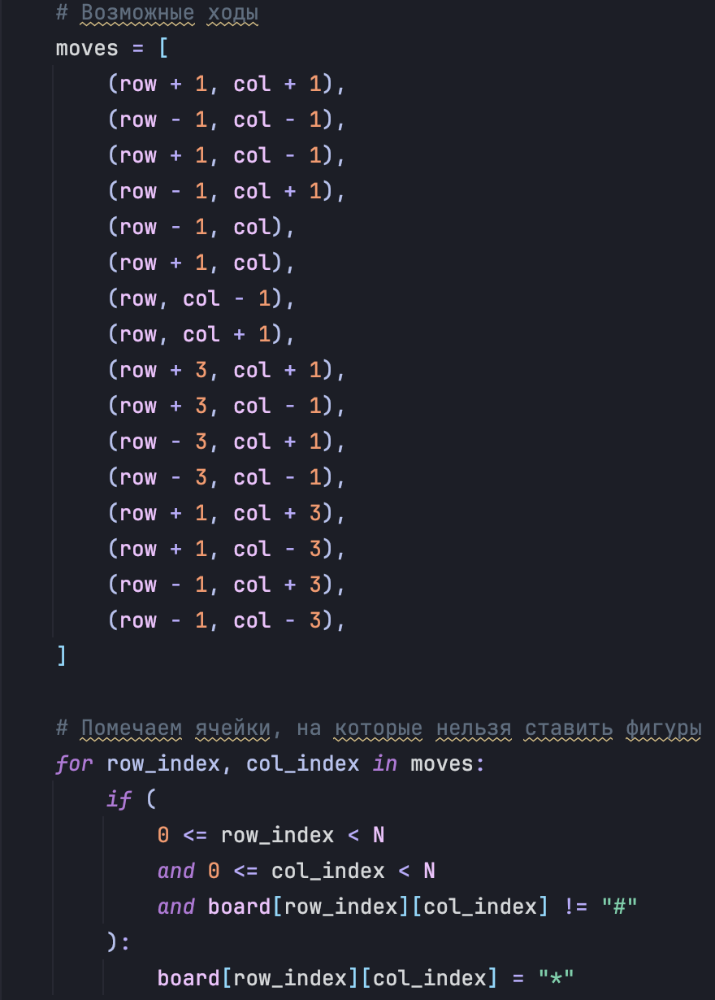 # Возможные ходы
moves = [
(row + 1, col + 1),
(row - 1, col - 1),
(row + 1, col - 1),
(row - 1, col + 1),
(row - 1, col),
(row + 1, col),
(row, col - 1),
(row, col + 1),
(row + 3, col + 1),
(row + 3, col - 1),
(row - 3, col + 1),
(row - 3, col - 1),
(row + 1, col + 3),
(row + 1, col - 3),
(row - 1, col + 3),
(row - 1, col - 3),
]
# Помечаем ячейки, на которые нельзя ставить фигуры
for row_index, col_index in moves:
if (
0 <= row_index < N
and 0 <= col_index < N
and board[row_index][col_index] != "#"
):
board[row_index][col_index] = "*"